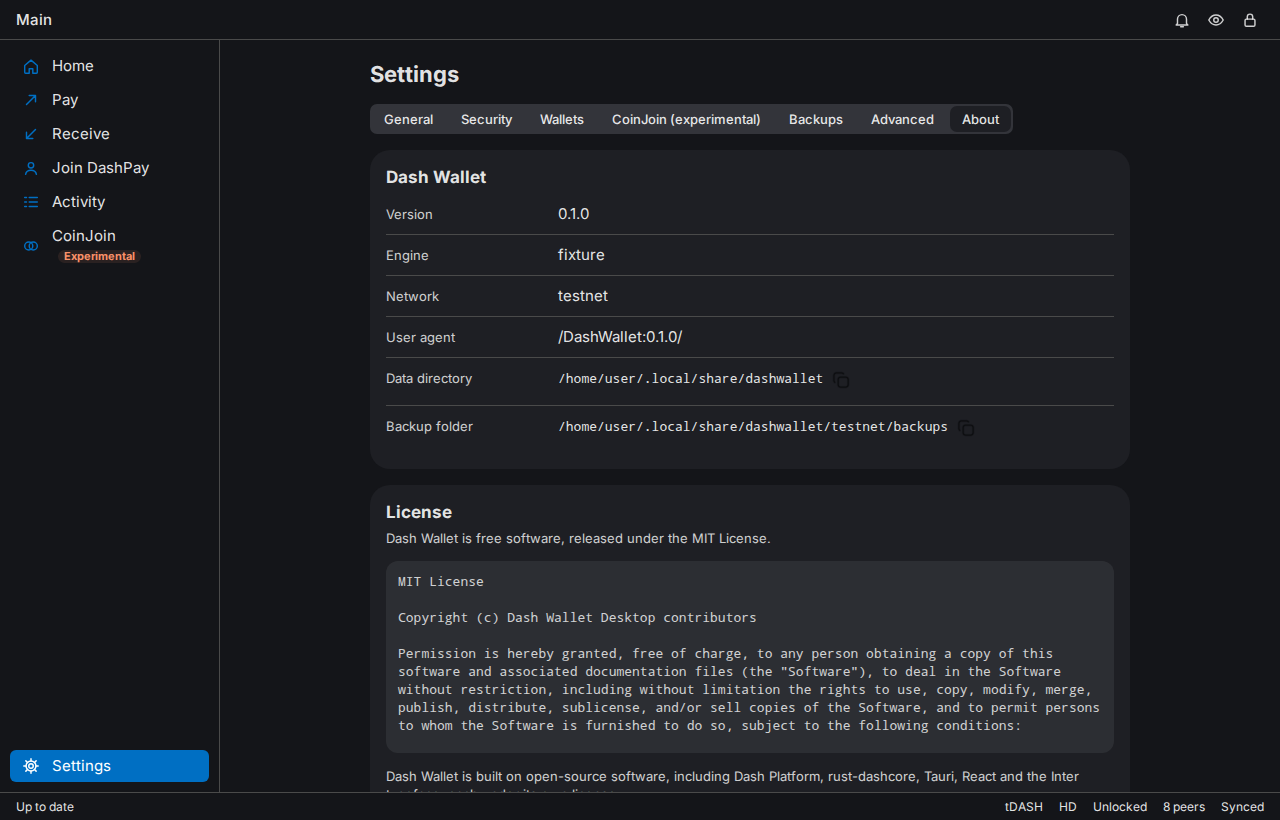 Main
Home
Pay
Receive
Join DashPay
Activity
CoinJoin
Experimental
Settings
Settings
General Security Wallets CoinJoin (experimental) Backups Advanced About
Dash Wallet
Version 0.1.0
Engine fixture
Network testnet
User agent /DashWallet:0.1.0/
Data directory /home/user/.local/share/dashwallet
Backup folder /home/user/.local/share/dashwallet/testnet/backups
License
Dash Wallet is free software, released under the MIT License.
MIT License
Copyright (c) Dash Wallet Desktop contributors
Permission is hereby granted, free of charge, to any person obtaining a copy of this
software and associated documentation files (the "Software"), to deal in the Software
without restriction, including without limitation the rights to use, copy, modify, merge,
publish, distribute, sublicense, and/or sell copies of the Software, and to permit persons
to whom the Software is furnished to do so, subject to the following conditions:
Dash Wallet is built on open-source software, including Dash Platform, rust-dashcore, Tauri, React and the Inter
Up to date tDASH HD Unlocked 8 peers Synced